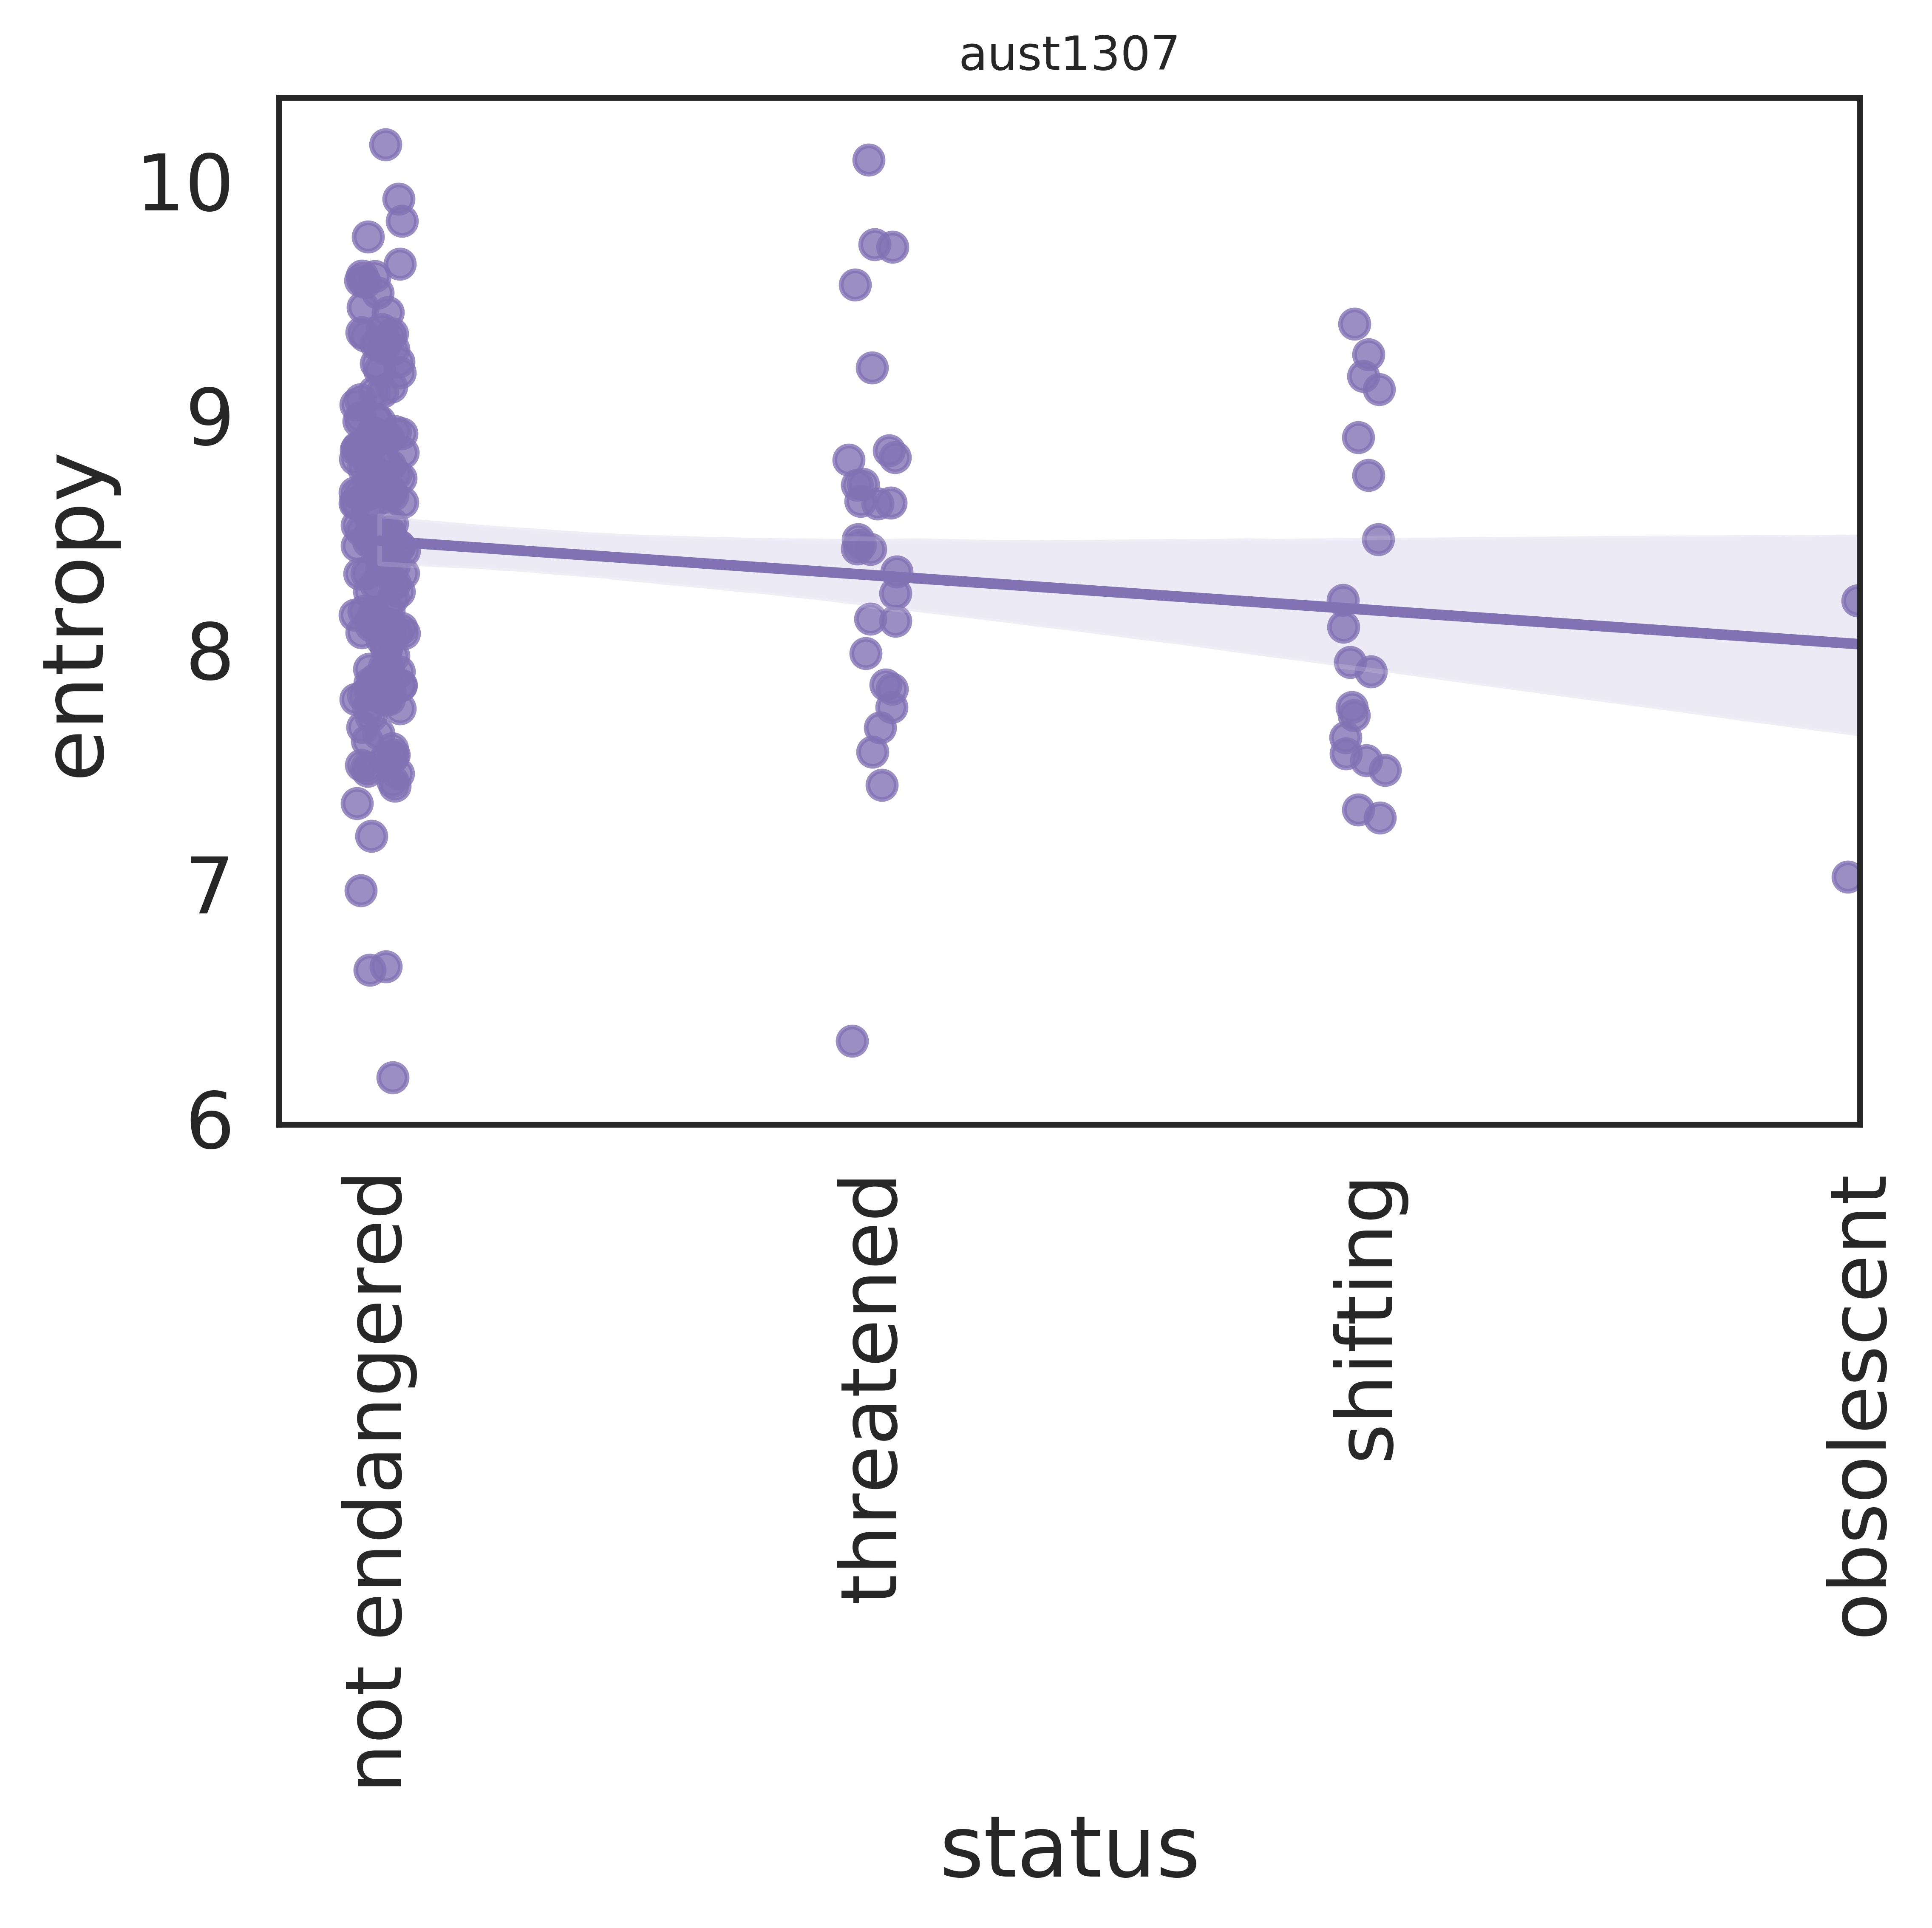 aust1307
entropy
10
9
8
7
6
not endangered
threatened
shifting
obsolescent
status